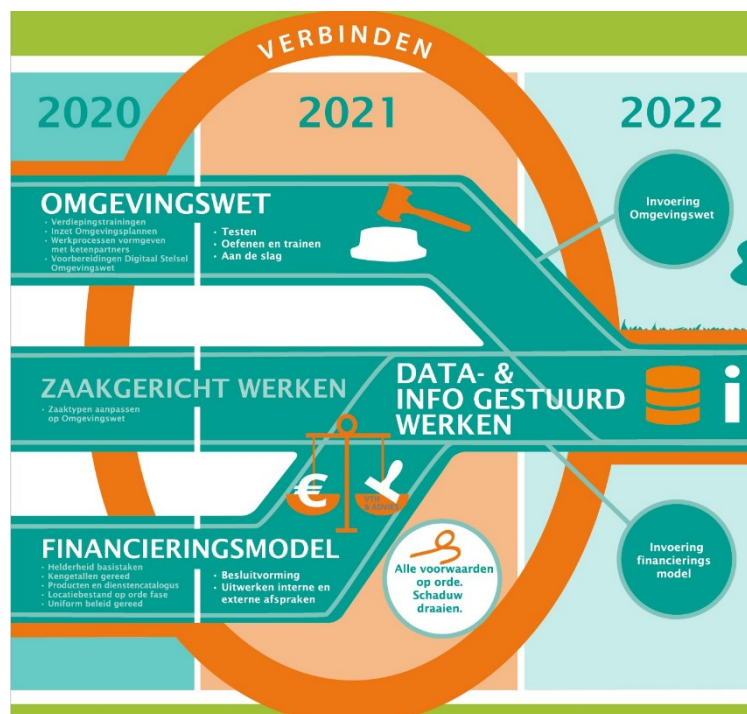 VERBINDEN
2020
2021
2022
OMGEVINGSWET
· Verdiepingstrainingen
· Inzet Omgevingsplannen
· Werkprocessen vormgeven
met ketenpartners
· Voorbereidingen Digitaal Stelsel
Omgevingswet
· Testen
· Oefenen en trainen
· Aan de slag
Invoering
Omgevingswet
ZAAKGERICHT WERKEN
· Zaaktypen aanpassen
op Omgevingswet
DATA- &
INFO GESTUURD
WERKEN
i
€
VTH
& ADVIES
FINANCIERINGSMODEL
· Helderheid basistaken
· Kengetallen gereed
· Producten en dienstencatalogus
· Locatiebestand op orde fase
· Uniform beleid gereed
· Besluitvorming
· Uitwerken interne en
externe afspraken
Alle voorwaarden
op orde.
Schaduw
draaien.
Invoering
financierings
model